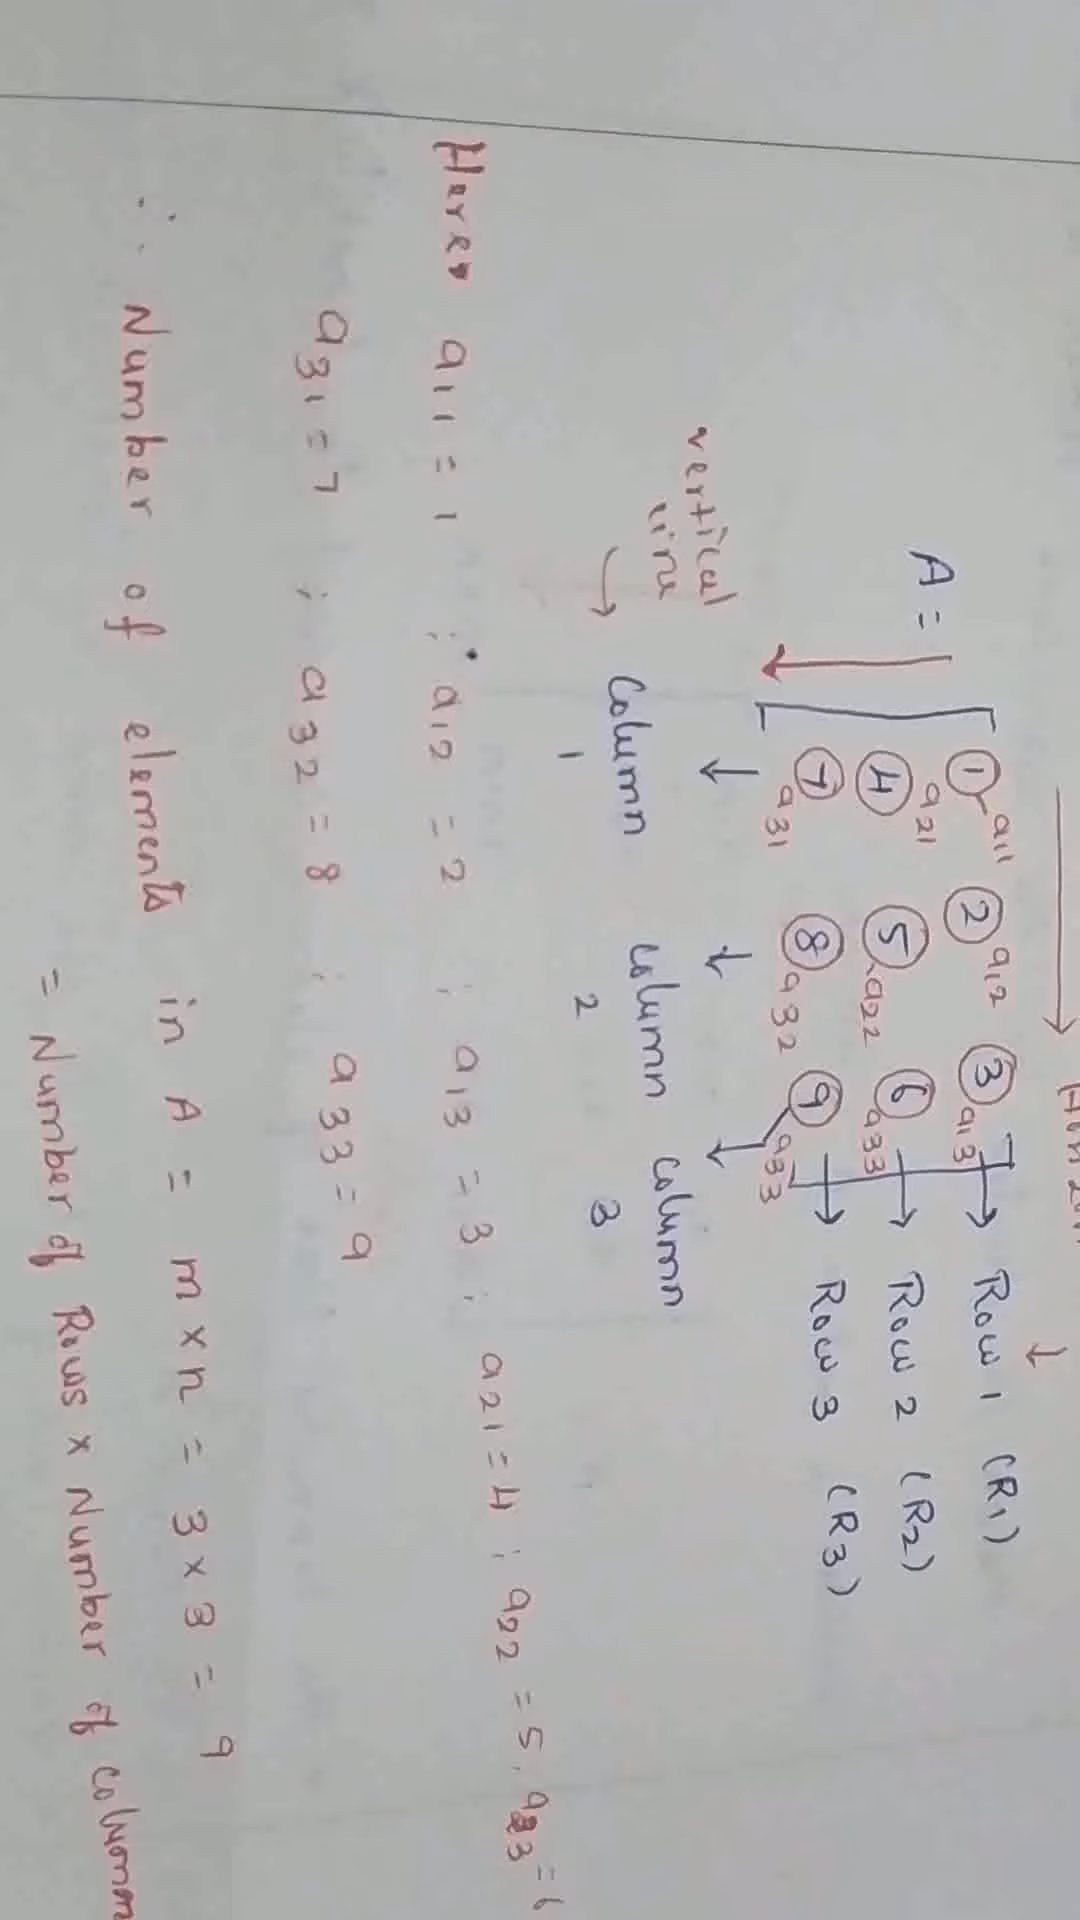 A = [ 1 a11 2 a12 3 a13 ] → Row 1 (R1)
4 a21 5 a22 6 a33 → Row 2 (R2)
7 a31 8 a32 9 a33 → Row 3 (R3)
vertical
line → Column 1 column 2 column 3
Here, a11 = 1 ; a12 = 2 ; a13 = 3 ; a21 = 4 ; a22 = 5, a23 = 6
a31 = 7 ; a32 = 8 ; a33 = 9
∴ Number of elements in A = m x n = 3 x 3 = 9
= Number of Rows x Number of Column